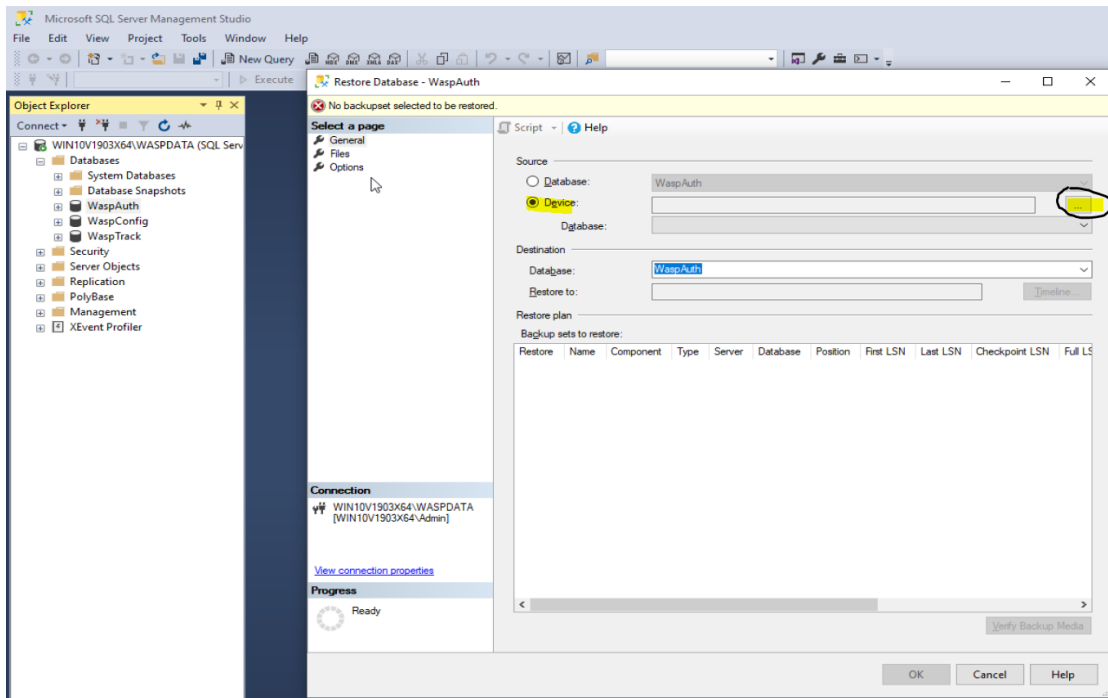 Microsoft SQL Server Management Studio
File Edit View Project Tools Window Help
New Query
Execute
Object Explorer
Connect
WIN10V1903X64\WASPDATA (SQL Serv
Databases
System Databases
Database Snapshots
WaspAuth
WaspConfig
WaspTrack
Security
Server Objects
Replication
PolyBase
Management
XEvent Profiler
Restore Database - WaspAuth
No backupset selected to be restored.
Select a page
General
Files
Options
Script Help
Source
Database: WaspAuth
Device: ...
Database:
Destination
Database: WaspAuth
Restore to: Timeline...
Restore plan
Backup sets to restore:
Restore Name Component Type Server Database Position First LSN Last LSN Checkpoint LSN Full LS
Connection
WIN10V1903X64\WASPDATA
[WIN10V1903X64\Admin]
View connection properties
Progress
Ready
Verify Backup Media
OK Cancel Help